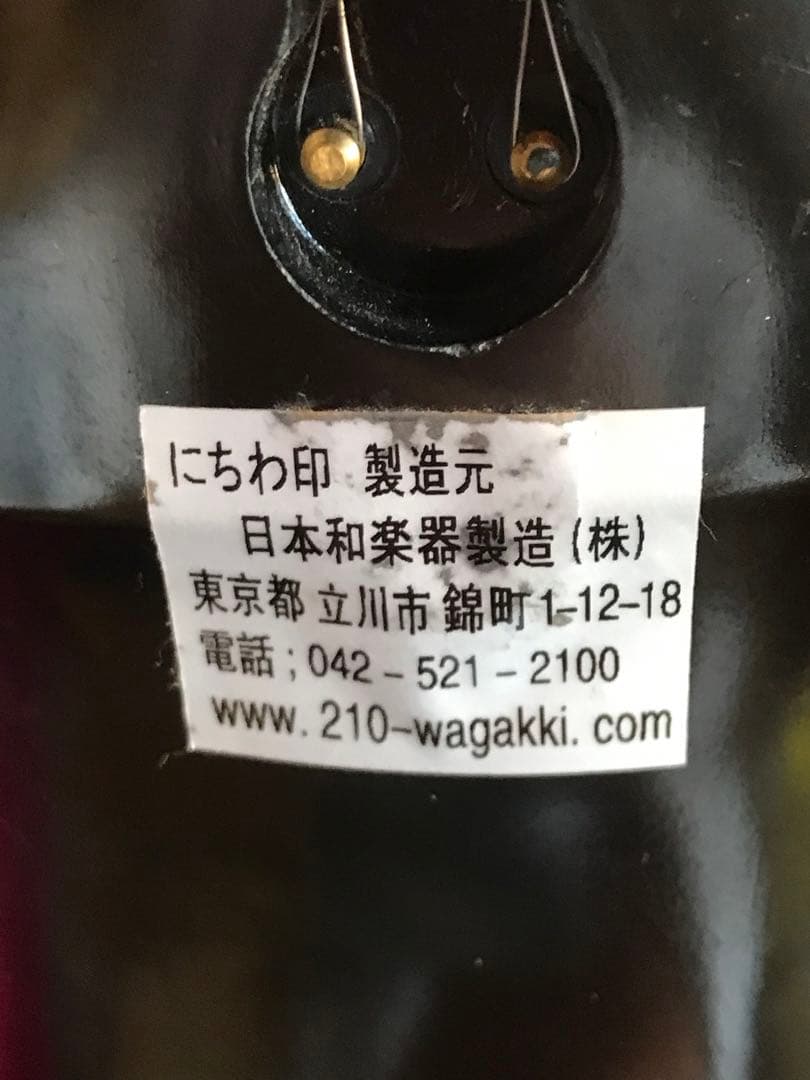 にちわ印 製造元
日本和楽器製造(株)
東京都 立川市 錦町1-12-18
電話;042-521-2100
www.210-wagakki.com